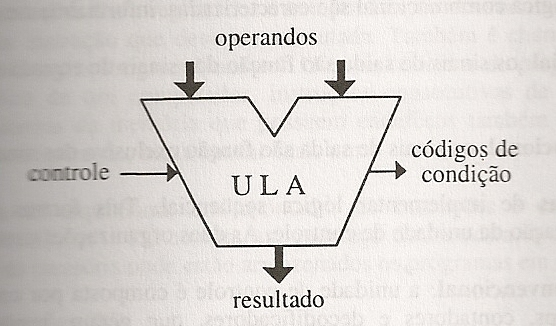 operandos
controle
U L A
códigos de
condição
resultado